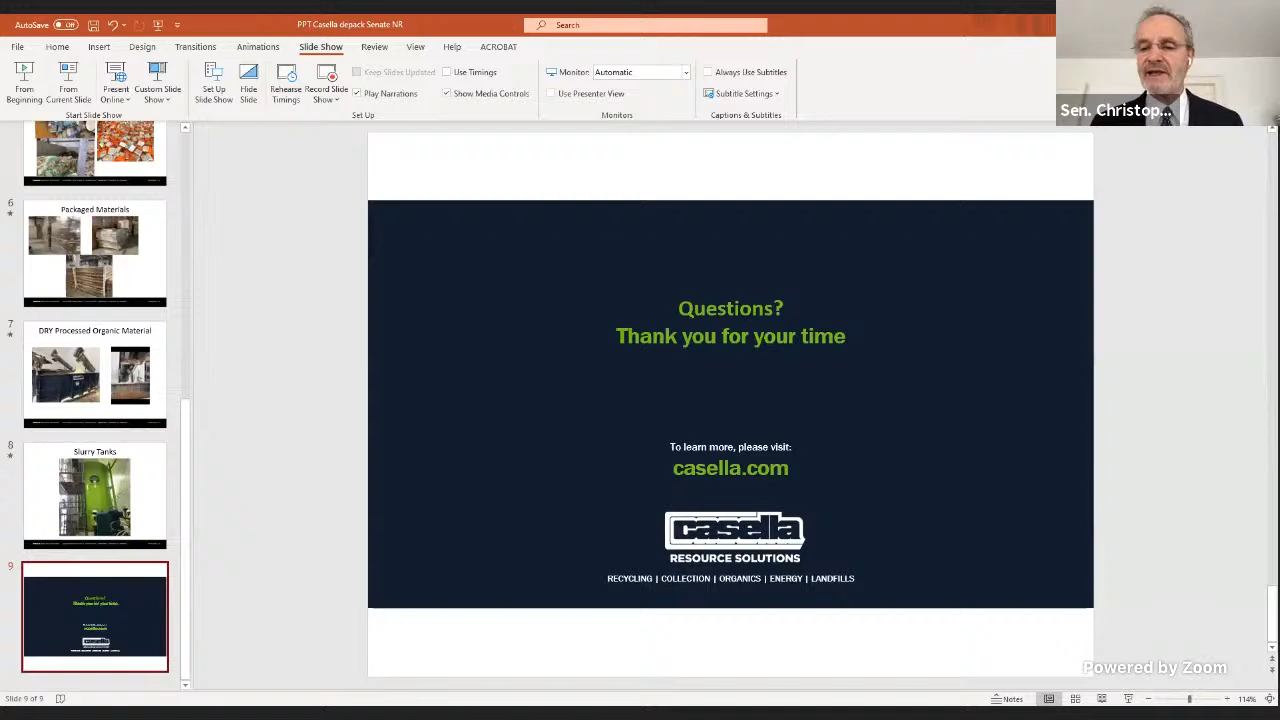 AutoSave Off
PPT Casella depack Senate NR
Search
File Home Insert Design Transitions Animations Slide Show Review View Help ACROBAT
From Beginning
From Current Slide
Present Online
Custom Slide Show
Set Up Slide Show
Hide Slide
Rehearse Timings
Record Slide Show
Keep Slides Updated
Use Timings
Play Narrations
Show Media Controls
Monitor: Automatic
Use Presenter View
Always Use Subtitles
Subtitle Settings
Start Slide Show
Set Up
Monitors
Captions & Subtitles
Sen. Christop...
6
Packaged Materials
7
DRY Processed Organic Material
8
Slurry Tanks
9
Questions?
Thank you for your time
To learn more, please visit:
casella.com
casella
RESOURCE SOLUTIONS
RECYCLING | COLLECTION | ORGANICS | ENERGY | LANDFILLS
Powered by Zoom
Slide 9 of 9
Notes
114%